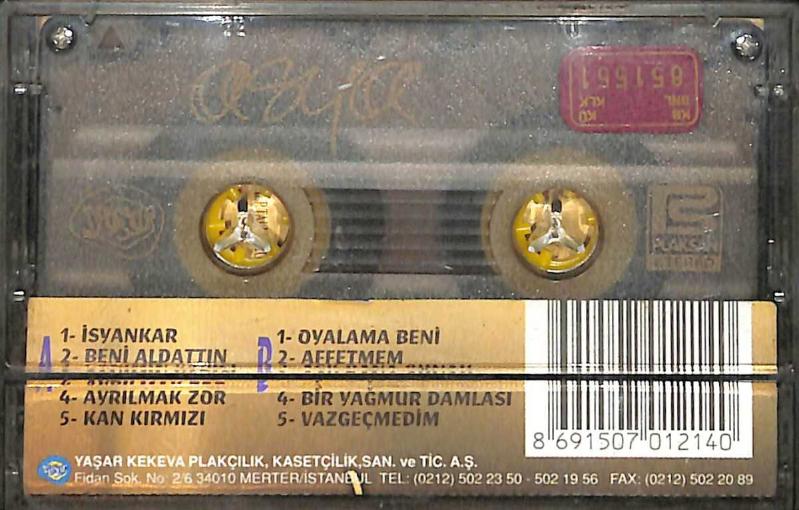 asya
851561
KB KÜ
BNL KLK
PLAKSAN
STEREO
A
1- İSYANKAR
2- BENİ ALDATTIN
4- AYRILMAK ZOR
5- KAN KIRMIZI
B
1- OYALAMA BENİ
2- AFFETMEM
4- BİR YAĞMUR DAMLASI
5- VAZGEÇMEDİM
8 691507 012140
YAŞAR KEKEVA PLAKÇILIK, KASETÇİLİK,SAN. ve TİC. A.Ş.
Fidan Sok. No: 2/6 34010 MERTER/İSTANBUL TEL: (0212) 502 23 50 - 502 19 56 FAX: (0212) 502 20 89